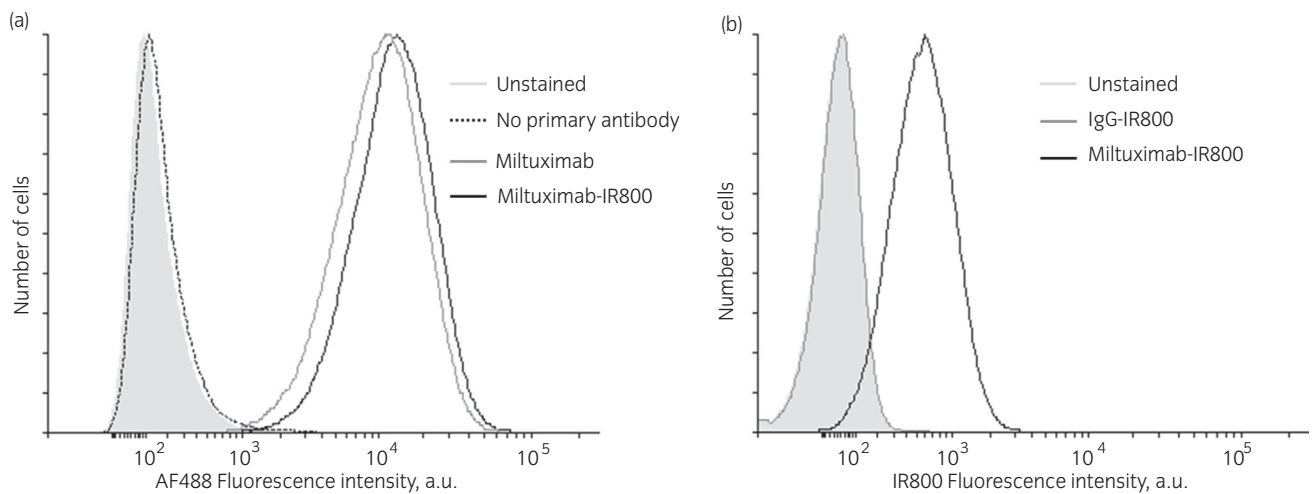 (a)
Number of cells
Unstained
No primary antibody
Miltuximab
Miltuximab-IR800
10²
10³
10⁴
10⁵
AF488 Fluorescence intensity, a.u.
(b)
Number of cells
Unstained
IgG-IR800
Miltuximab-IR800
10²
10³
10⁴
10⁵
IR800 Fluorescence intensity, a.u.